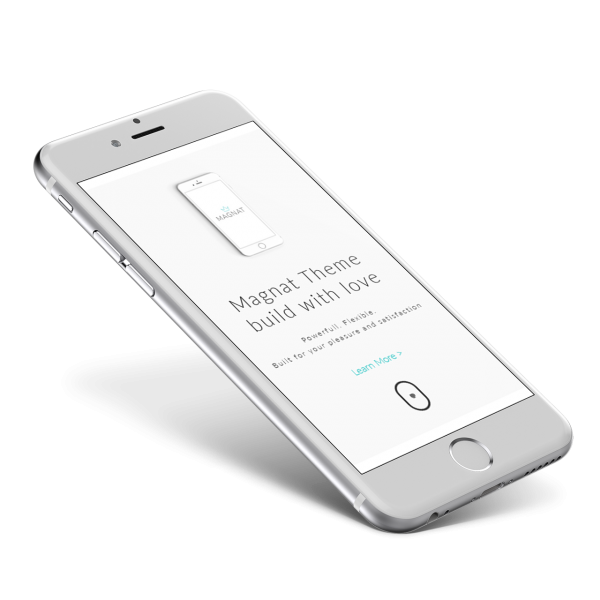 MAGNAT
Magnat Theme
build with love
Powerfull. Flexible.
Built for your pleasure and satisfaction
Learn More >